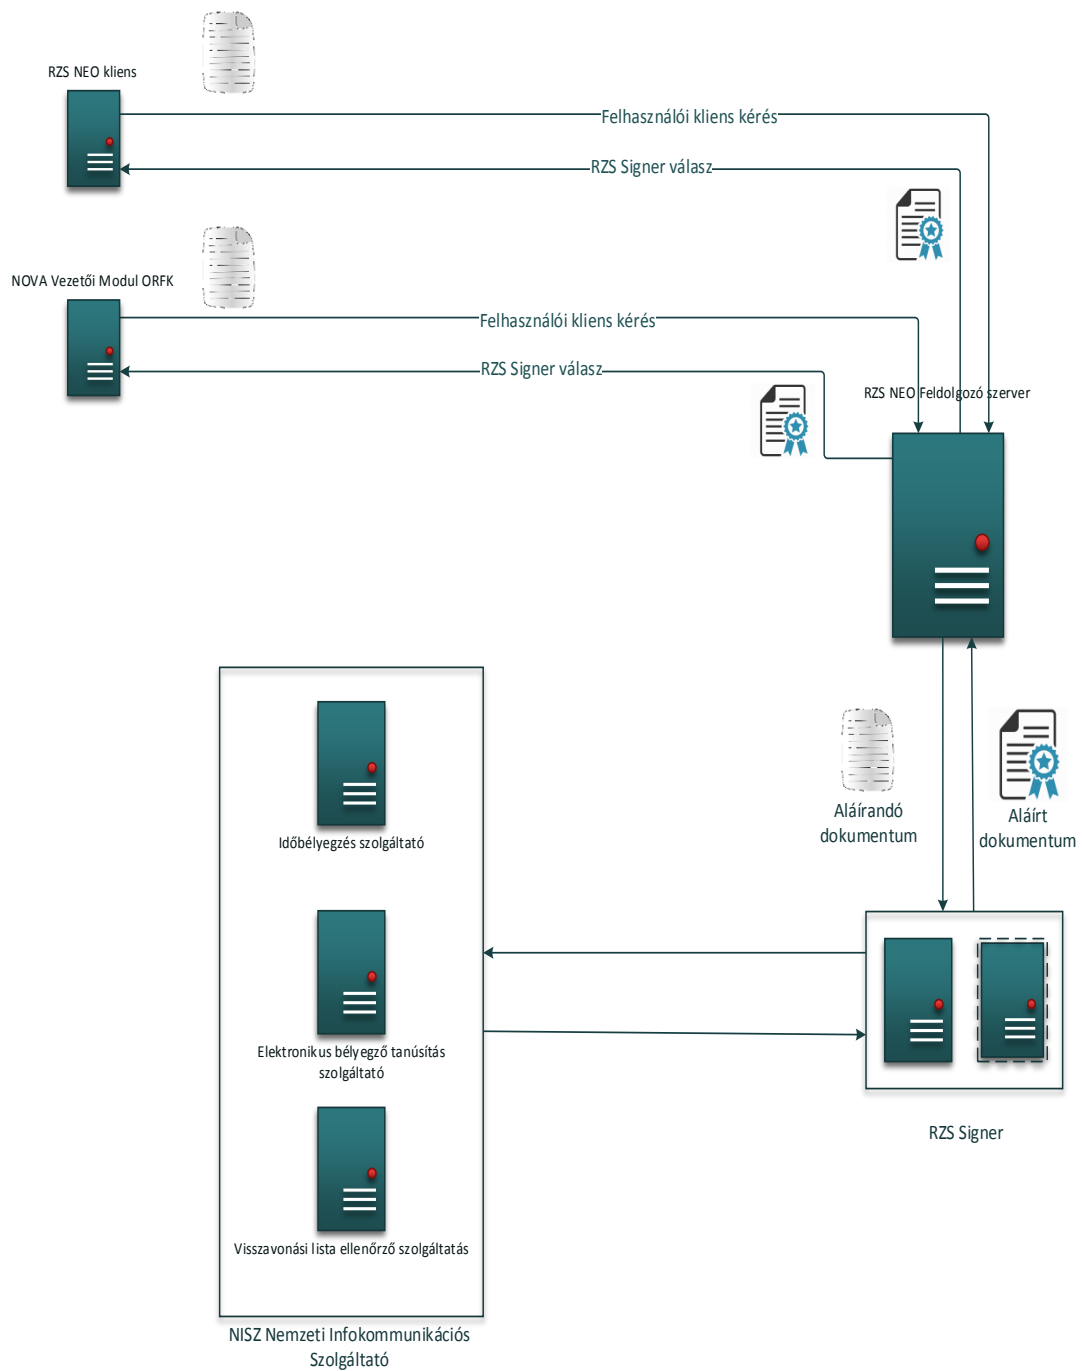 RZS NEO kliens
Felhasználói kliens kérés
RZS Signer válasz
NOVA Vezetői Modul ORFK
Felhasználói kliens kérés
RZS Signer válasz
RZS NEO Feldolgozó szerver
Aláírandó
dokumentum
Aláírt
dokumentum
Időbélyegzés szolgáltató
Elektronikus bélyegző tanúsítás
szolgáltató
RZS Signer
Visszavonási lista ellenőrző szolgáltatás
NISZ Nemzeti Infokommunikációs
Szolgáltató